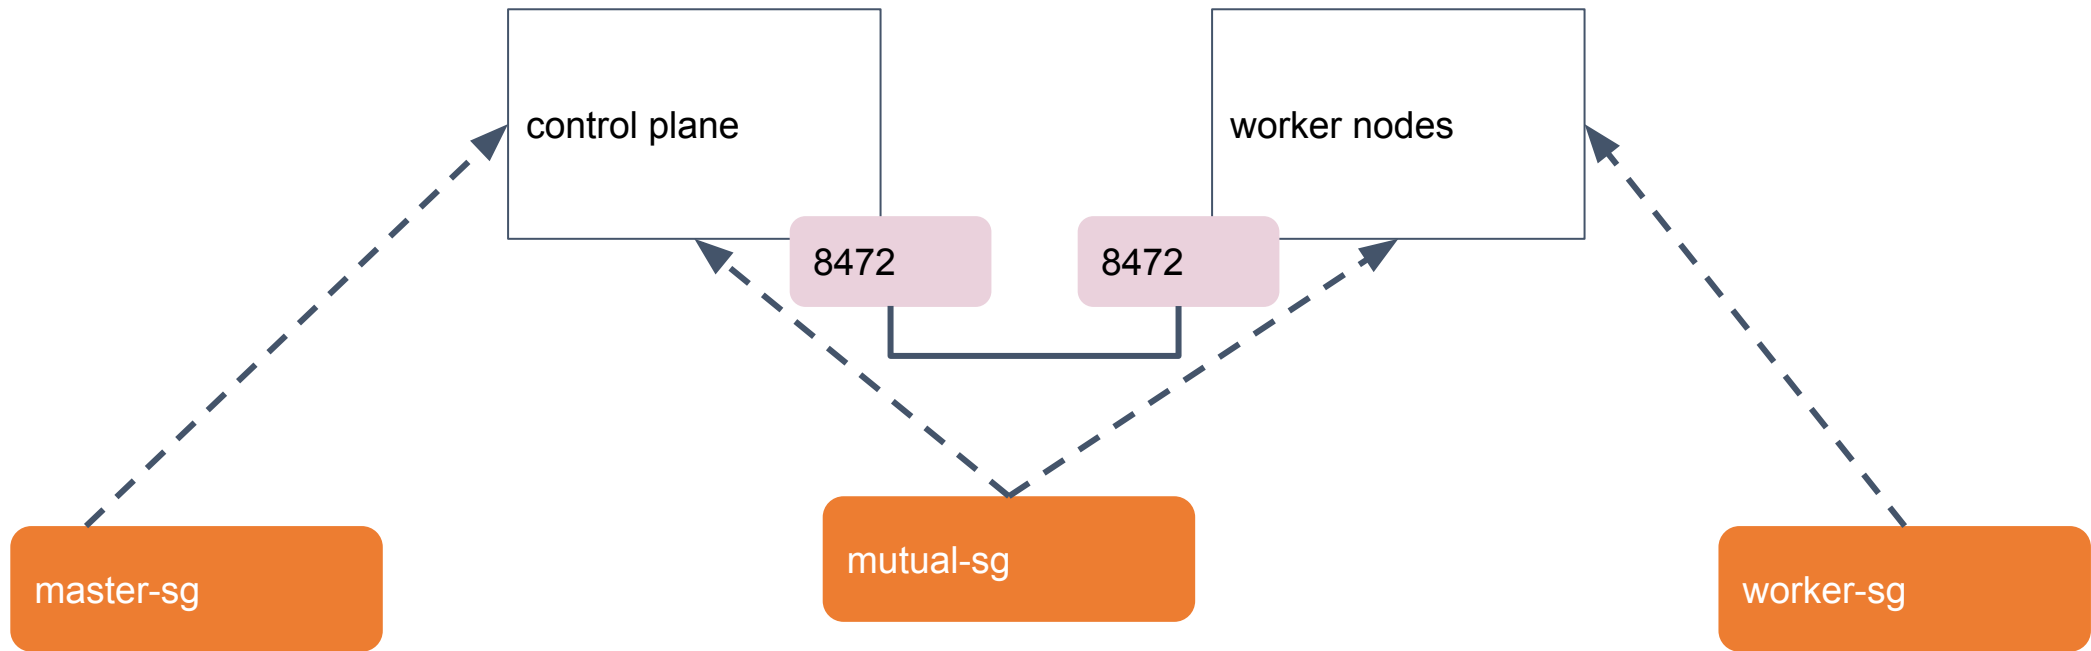 control plane
worker nodes
8472
8472
master-sg
mutual-sg
worker-sg